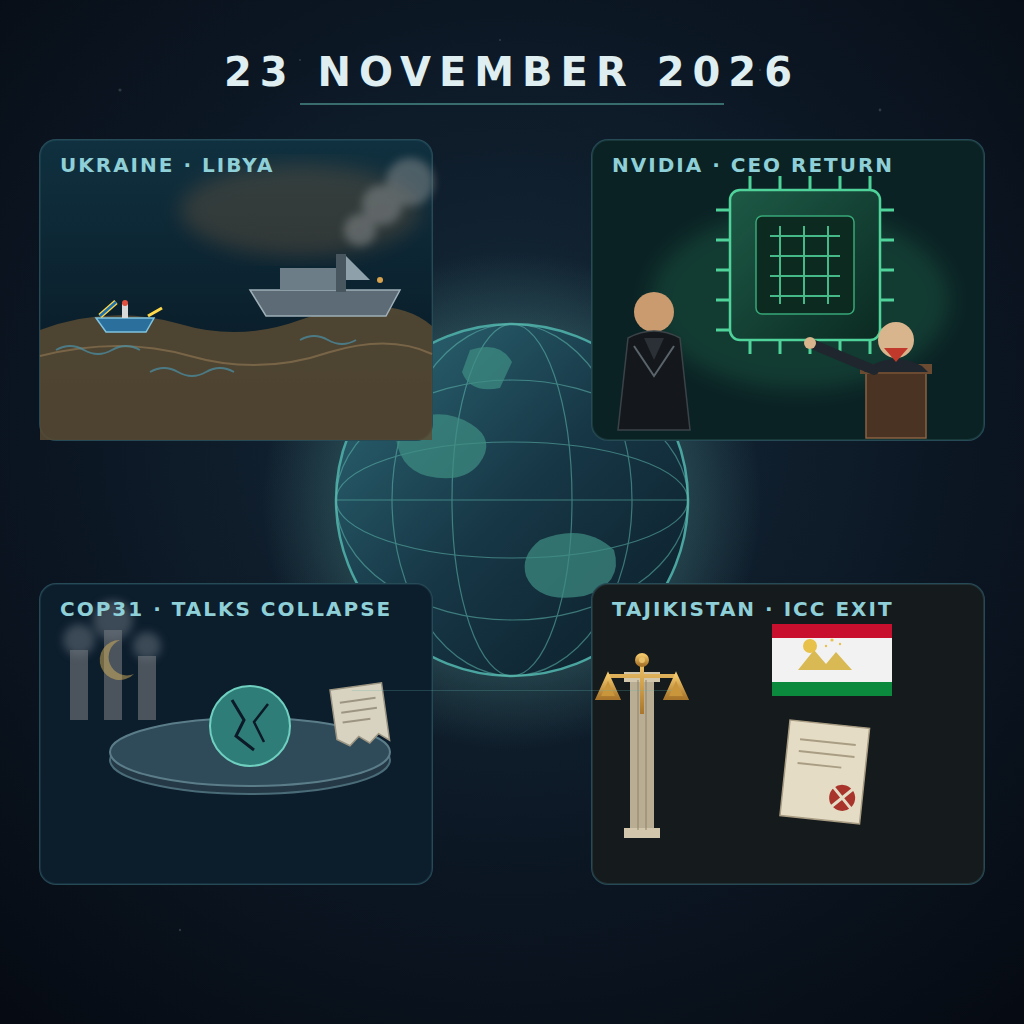 23 NOVEMBER 2026
UKRAINE · LIBYA
NVIDIA · CEO RETURN
COP31 · TALKS COLLAPSE
TAJIKISTAN · ICC EXIT